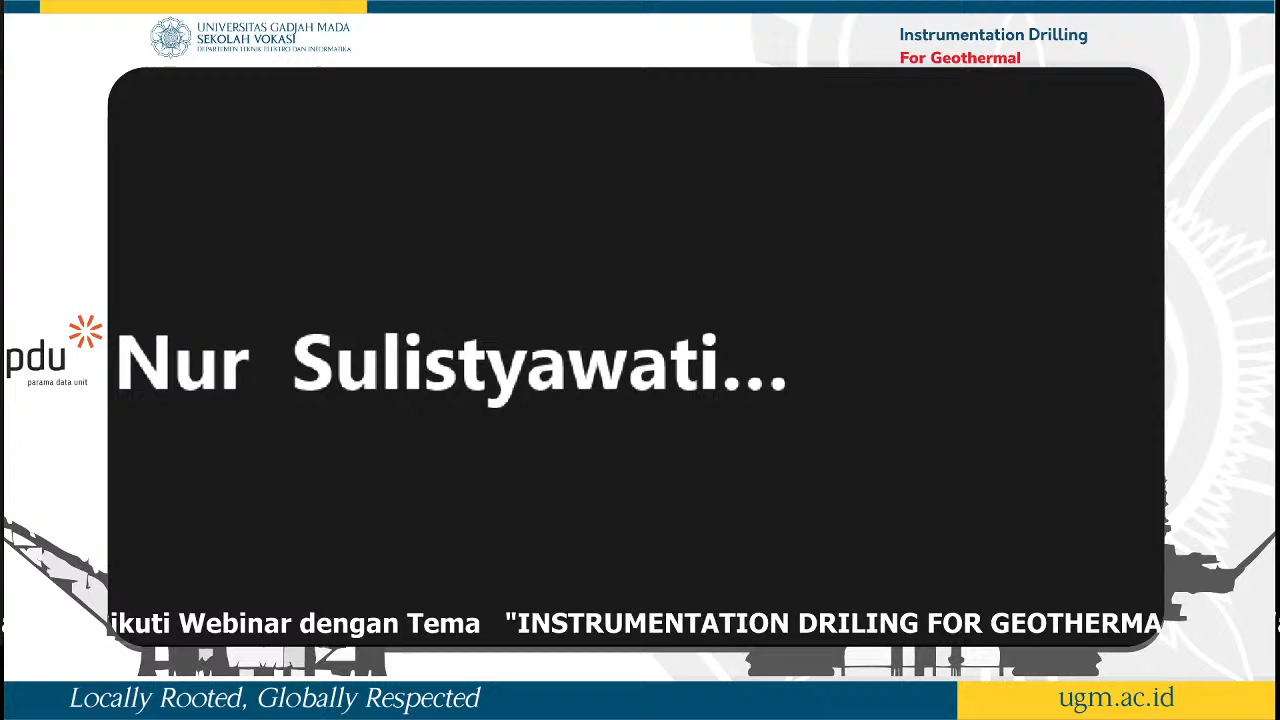 UNIVERSITAS GADJAH MADA
SEKOLAH VOKASI
DEPARTEMEN TEKNIK ELEKTRO DAN INFORMATIKA
Instrumentation Drilling
For Geothermal
pdu
parama data unit
Nur Sulistyawati...
ikuti Webinar dengan Tema "INSTRUMENTATION DRILING FOR GEOTHERMA
Locally Rooted, Globally Respected
ugm.ac.id